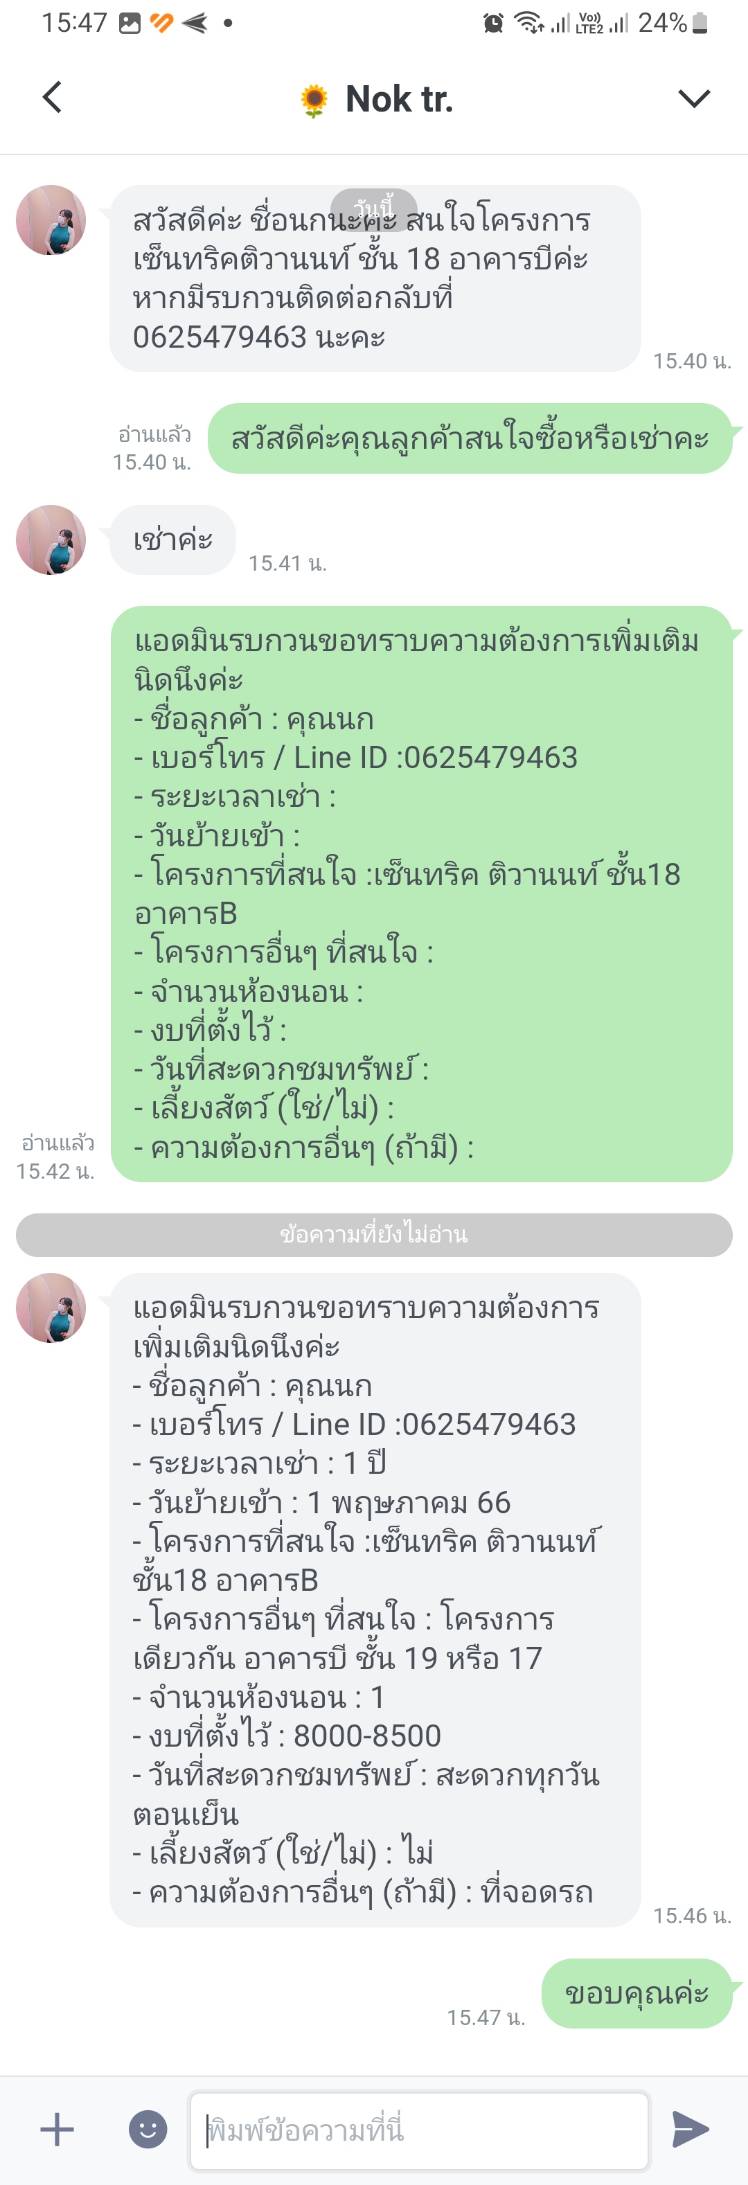 15:47
Vo))
LTE2
24%
🌻 Nok tr.
วันนี้
สวัสดีค่ะ ชื่อนกนะคะ สนใจโครงการ
เซ็นทริคติวานนท์ ชั้น 18 อาคารบีค่ะ
หากมีรบกวนติดต่อกลับที่
0625479463 นะคะ
15.40 น.
สวัสดีค่ะคุณลูกค้าสนใจซื้อหรือเช่าคะ
อ่านแล้ว
15.40 น.
เช่าค่ะ
15.41 น.
แอดมินรบกวนขอทราบความต้องการเพิ่มเติม
นิดนึงค่ะ
- ชื่อลูกค้า : คุณนก
- เบอร์โทร / Line ID :0625479463
- ระยะเวลาเช่า :
- วันย้ายเข้า :
- โครงการที่สนใจ :เซ็นทริค ติวานนท์ ชั้น18
อาคารB
- โครงการอื่นๆ ที่สนใจ :
- จำนวนห้องนอน :
- งบที่ตั้งไว้ :
- วันที่สะดวกชมทรัพย์ :
- เลี้ยงสัตว์ (ใช่/ไม่) :
- ความต้องการอื่นๆ (ถ้ามี) :
อ่านแล้ว
15.42 น.
ข้อความที่ยังไม่อ่าน
แอดมินรบกวนขอทราบความต้องการ
เพิ่มเติมนิดนึงค่ะ
- ชื่อลูกค้า : คุณนก
- เบอร์โทร / Line ID :0625479463
- ระยะเวลาเช่า : 1 ปี
- วันย้ายเข้า : 1 พฤษภาคม 66
- โครงการที่สนใจ :เซ็นทริค ติวานนท์
ชั้น18 อาคารB
- โครงการอื่นๆ ที่สนใจ : โครงการ
เดียวกัน อาคารบี ชั้น 19 หรือ 17
- จำนวนห้องนอน : 1
- งบที่ตั้งไว้ : 8000-8500
- วันที่สะดวกชมทรัพย์ : สะดวกทุกวัน
ตอนเย็น
- เลี้ยงสัตว์ (ใช่/ไม่) : ไม่
- ความต้องการอื่นๆ (ถ้ามี) : ที่จอดรถ
15.46 น.
ขอบคุณค่ะ
15.47 น.
พิมพ์ข้อความที่นี่